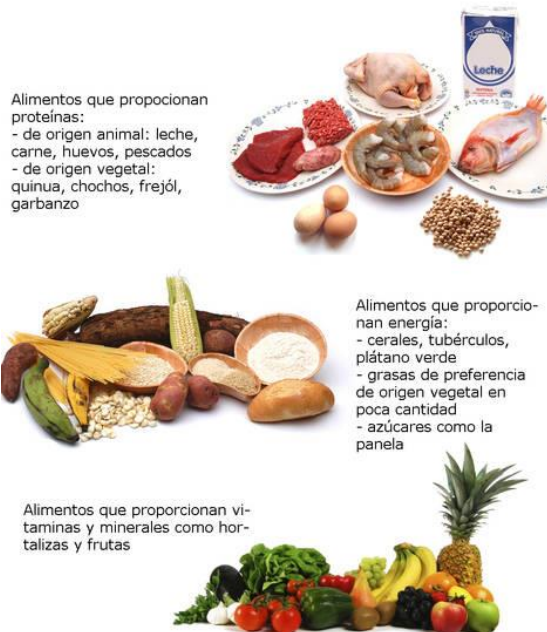 Leche
Alimentos que propocionan
proteínas:
- de origen animal: leche,
carne, huevos, pescados
- de origen vegetal:
quinua, chochos, frejól,
garbanzo
Alimentos que proporcio-
nan energía:
- cerales, tubérculos,
plátano verde
- grasas de preferencia
de origen vegetal en
poca cantidad
- azúcares como la
panela
Alimentos que proporcionan vi-
taminas y minerales como hor-
talizas y frutas